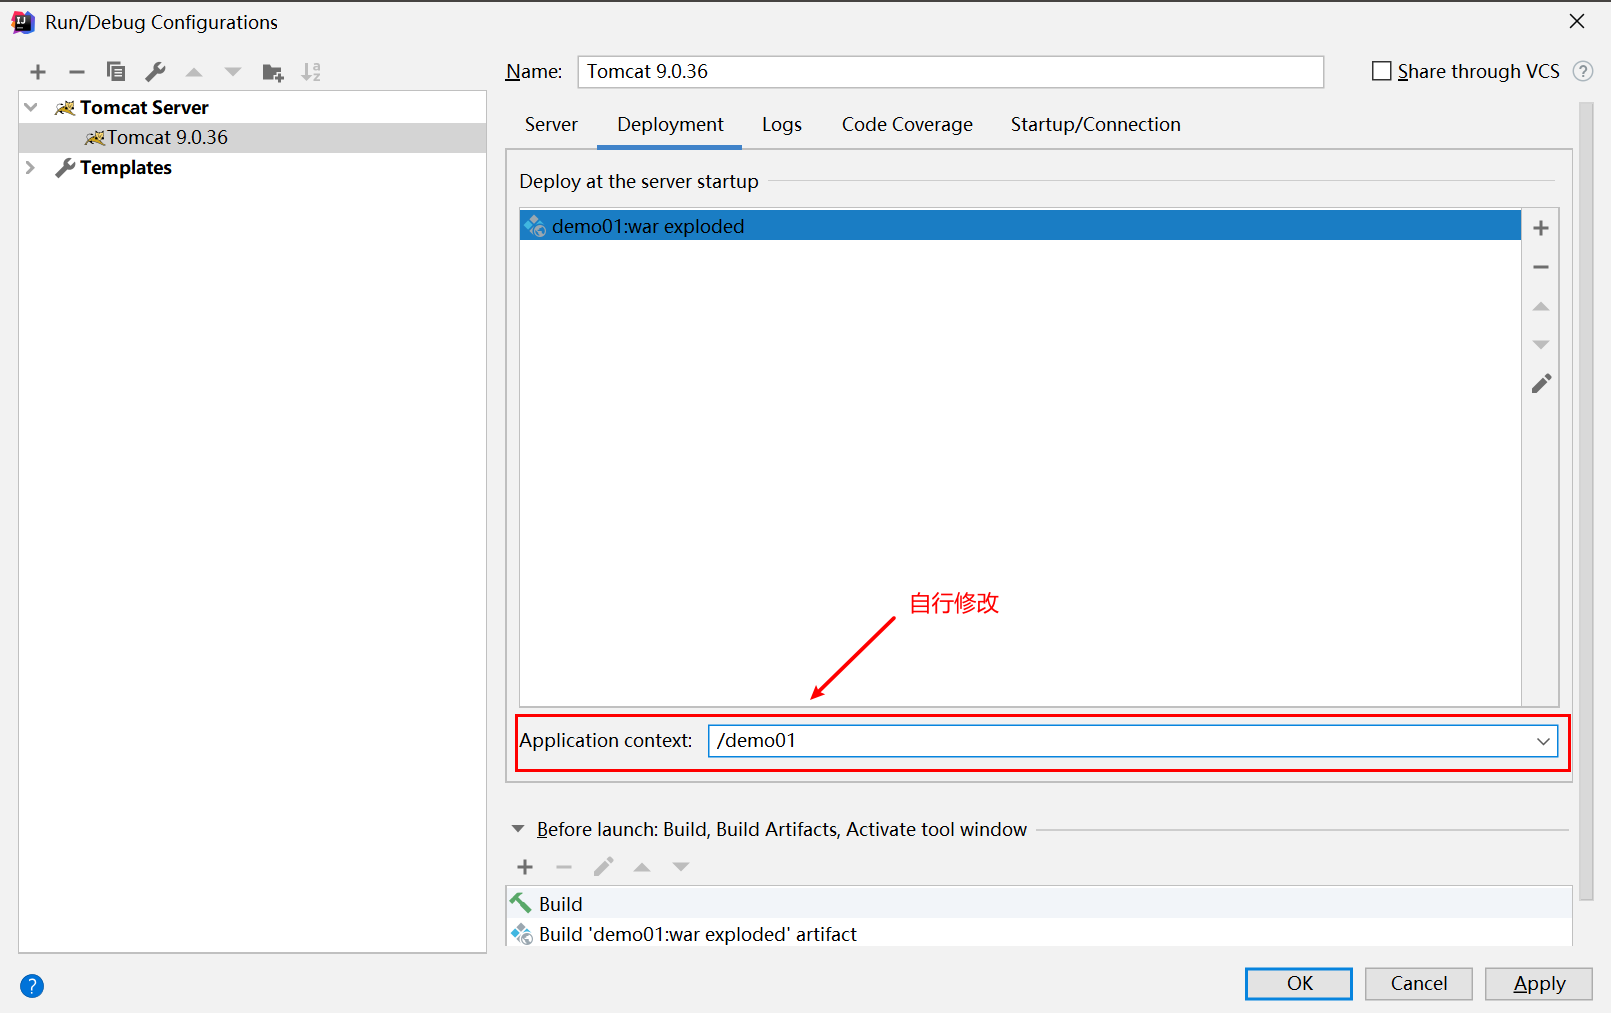 Run/Debug Configurations
Name: Tomcat 9.0.36 Share through VCS ?
Tomcat Server
Tomcat 9.0.36
Templates
Server Deployment Logs Code Coverage Startup/Connection
Deploy at the server startup
demo01:war exploded
自行修改
Application context: /demo01
Before launch: Build, Build Artifacts, Activate tool window
Build
Build 'demo01:war exploded' artifact
? OK Cancel Apply